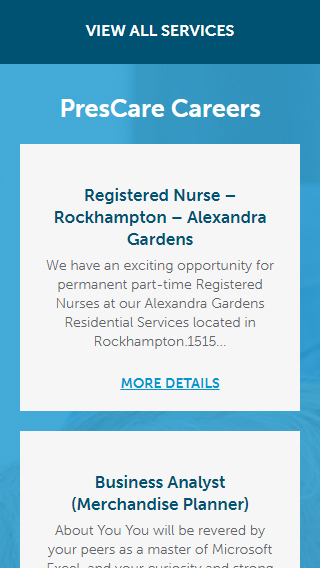 VIEW ALL SERVICES
PresCare Careers
Registered Nurse –
Rockhampton – Alexandra
Gardens
We have an exciting opportunity for
permanent part-time Registered
Nurses at our Alexandra Gardens
Residential Services located in
Rockhampton.1515...
MORE DETAILS
Business Analyst
(Merchandise Planner)
About You You will be revered by
your peers as a master of Microsoft
Excel, and your curiosity and strong